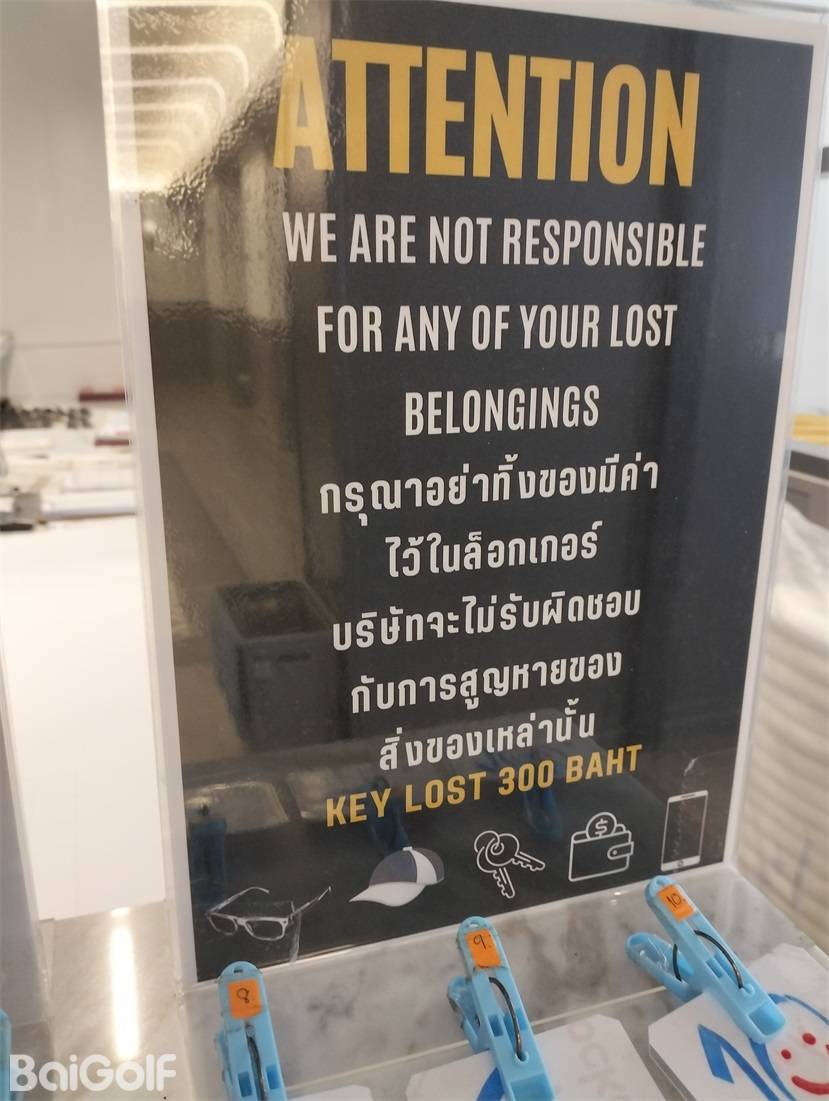 ATTENTION
WE ARE NOT RESPONSIBLE
FOR ANY OF YOUR LOST
BELONGINGS
กรุณาอย่าทิ้งของมีค่า
ไว้ในล็อกเกอร์
บริษัทจะไม่รับผิดชอบ
กับการสูญหายของ
สิ่งของเหล่านั้น
KEY LOST 300 BAHT
$
10
9
8
BaiGolf